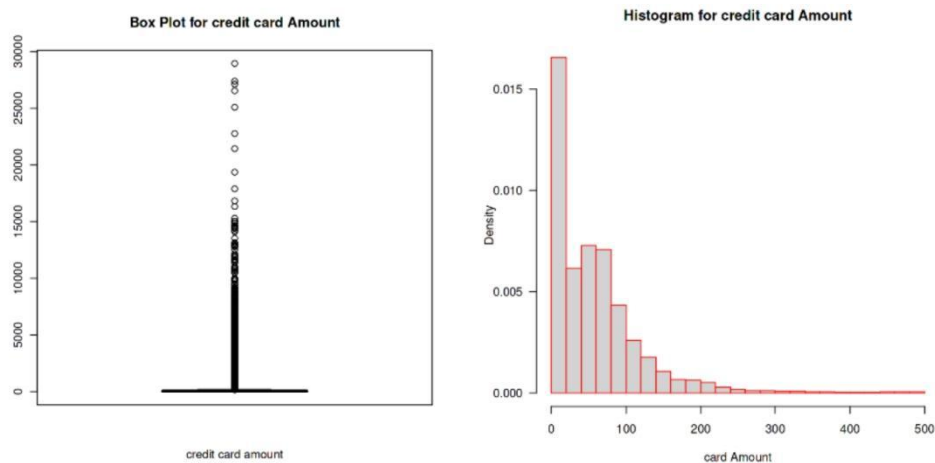 Box Plot for credit card Amount
30000
25000
20000
15000
10000
5000
0
credit card amount
Histogram for credit card Amount
Density
0.015
0.010
0.005
0.000
0 100 200 300 400 500
card Amount